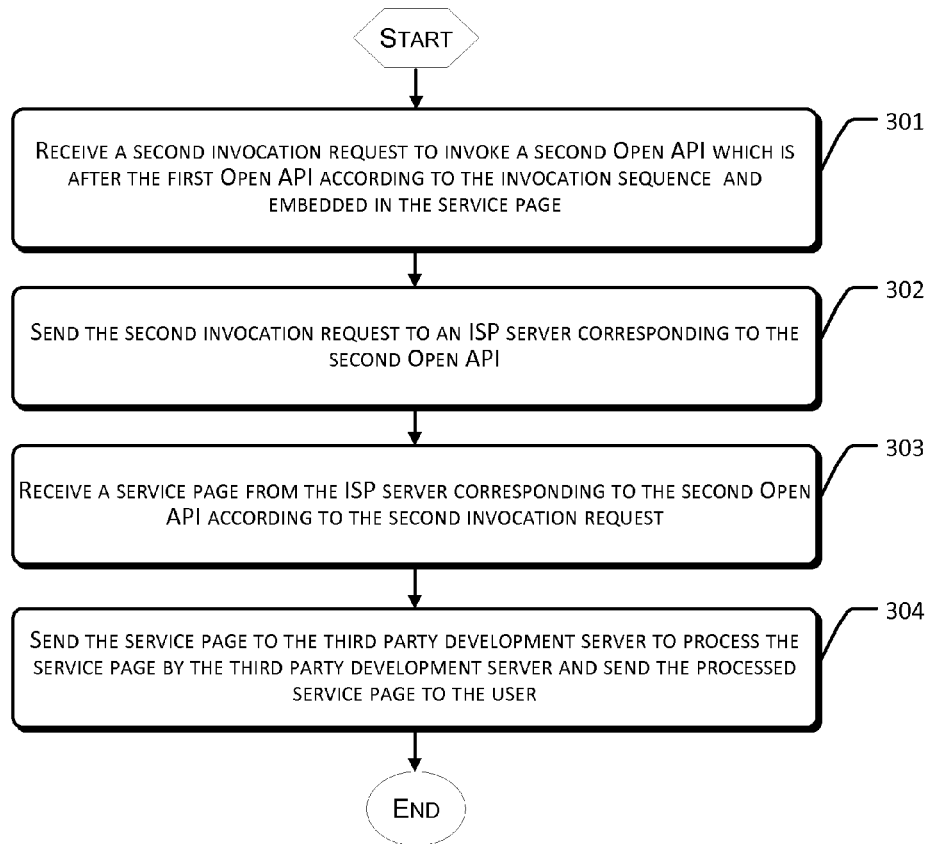 START
RECEIVE A SECOND INVOCATION REQUEST TO INVOKE A SECOND OPEN API WHICH IS
AFTER THE FIRST OPEN API ACCORDING TO THE INVOCATION SEQUENCE AND
EMBEDDED IN THE SERVICE PAGE
301
SEND THE SECOND INVOCATION REQUEST TO AN ISP SERVER CORRESPONDING TO THE
SECOND OPEN API
302
RECEIVE A SERVICE PAGE FROM THE ISP SERVER CORRESPONDING TO THE SECOND OPEN
API ACCORDING TO THE SECOND INVOCATION REQUEST
303
SEND THE SERVICE PAGE TO THE THIRD PARTY DEVELOPMENT SERVER TO PROCESS THE
SERVICE PAGE BY THE THIRD PARTY DEVELOPMENT SERVER AND SEND THE PROCESSED
SERVICE PAGE TO THE USER
304
END